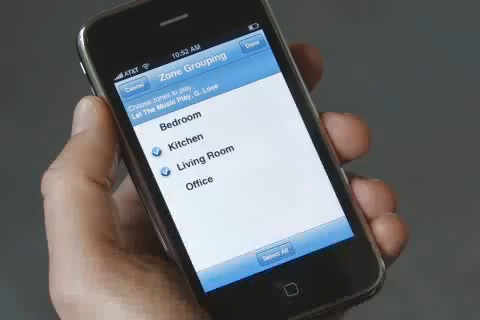 AT&T
10:52 AM
Cancel
Zone Grouping
Done
Choose zones to play
Let The Music Play, G. Love
Bedroom
Kitchen
Living Room
Office
Select All